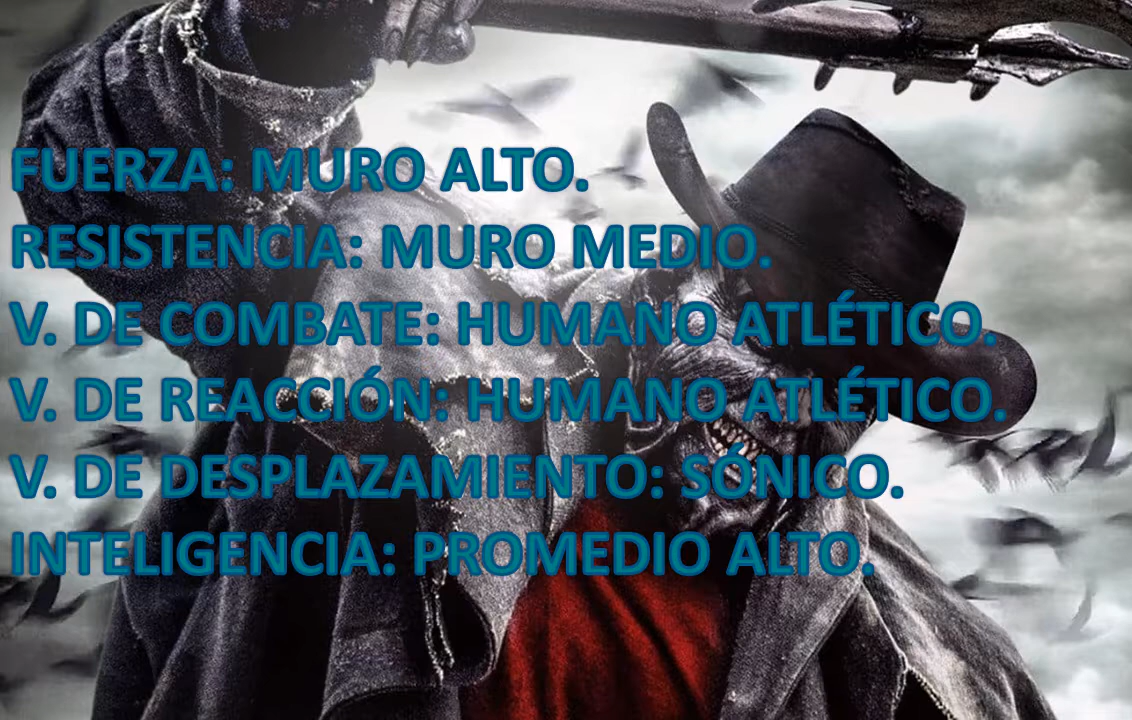 FUERZA: MURO ALTO.
RESISTENCIA: MURO MEDIO.
V. DE COMBATE: HUMANO ATLÉTICO.
V. DE REACCIÓN: HUMANO ATLÉTICO.
V. DE DESPLAZAMIENTO: SÓNICO.
INTELIGENCIA: PROMEDIO ALTO.